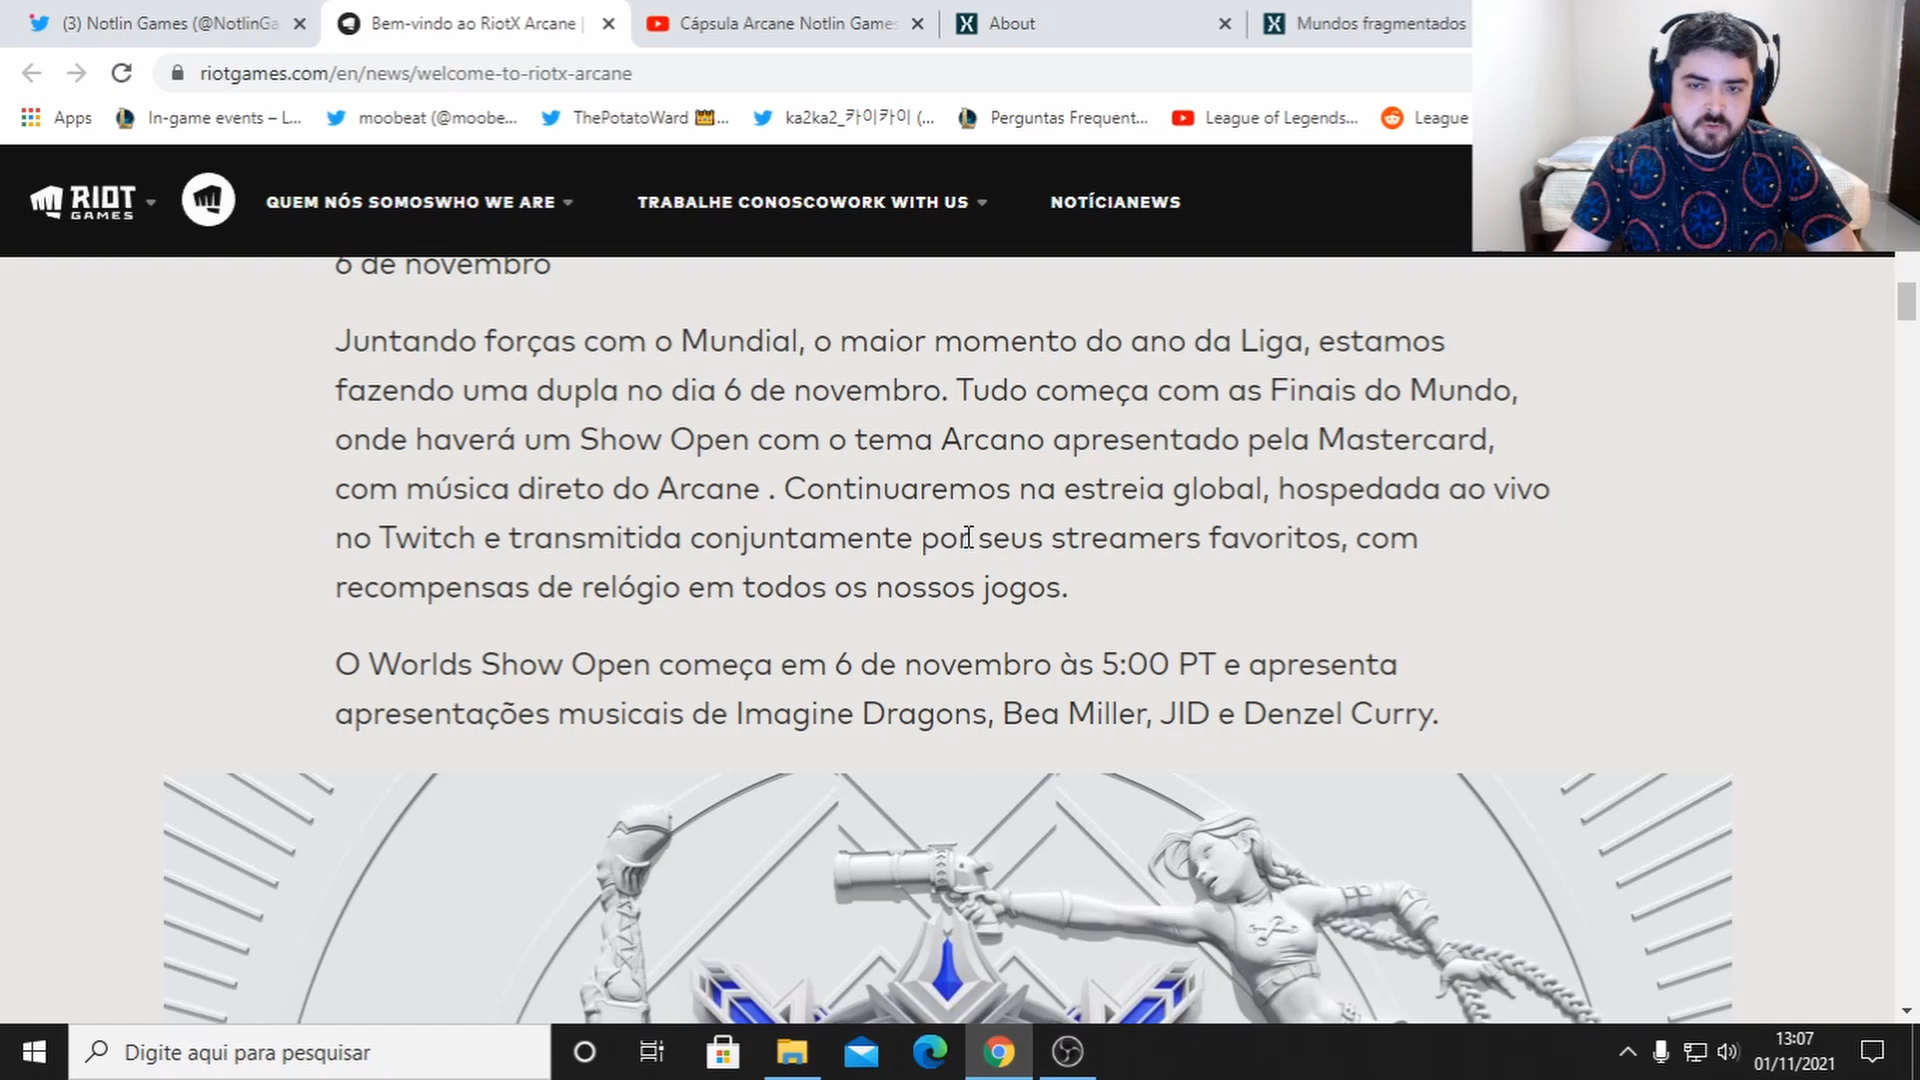 (3) Notlin Games (@NotlinGa
Bem-vindo ao RiotX Arcane |
Cápsula Arcane Notlin Games
About
Mundos fragmentados
riotgames.com/en/news/welcome-to-riotx-arcane
Apps
In-game events – L...
moobeat (@moobe...
ThePotatoWard 👑...
ka2ka2_카이카이 (...
Perguntas Frequent...
League of Legends...
League
RIOT GAMES
QUEM NÓS SOMOSWHO WE ARE
TRABALHE CONOSCOWORK WITH US
NOTÍCIANEWS
6 de novembro
Juntando forças com o Mundial, o maior momento do ano da Liga, estamos
fazendo uma dupla no dia 6 de novembro. Tudo começa com as Finais do Mundo,
onde haverá um Show Open com o tema Arcano apresentado pela Mastercard,
com música direto do Arcane . Continuaremos na estreia global, hospedada ao vivo
no Twitch e transmitida conjuntamente por seus streamers favoritos, com
recompensas de relógio em todos os nossos jogos.
O Worlds Show Open começa em 6 de novembro às 5:00 PT e apresenta
apresentações musicais de Imagine Dragons, Bea Miller, JID e Denzel Curry.
Digite aqui para pesquisar
13:07
01/11/2021